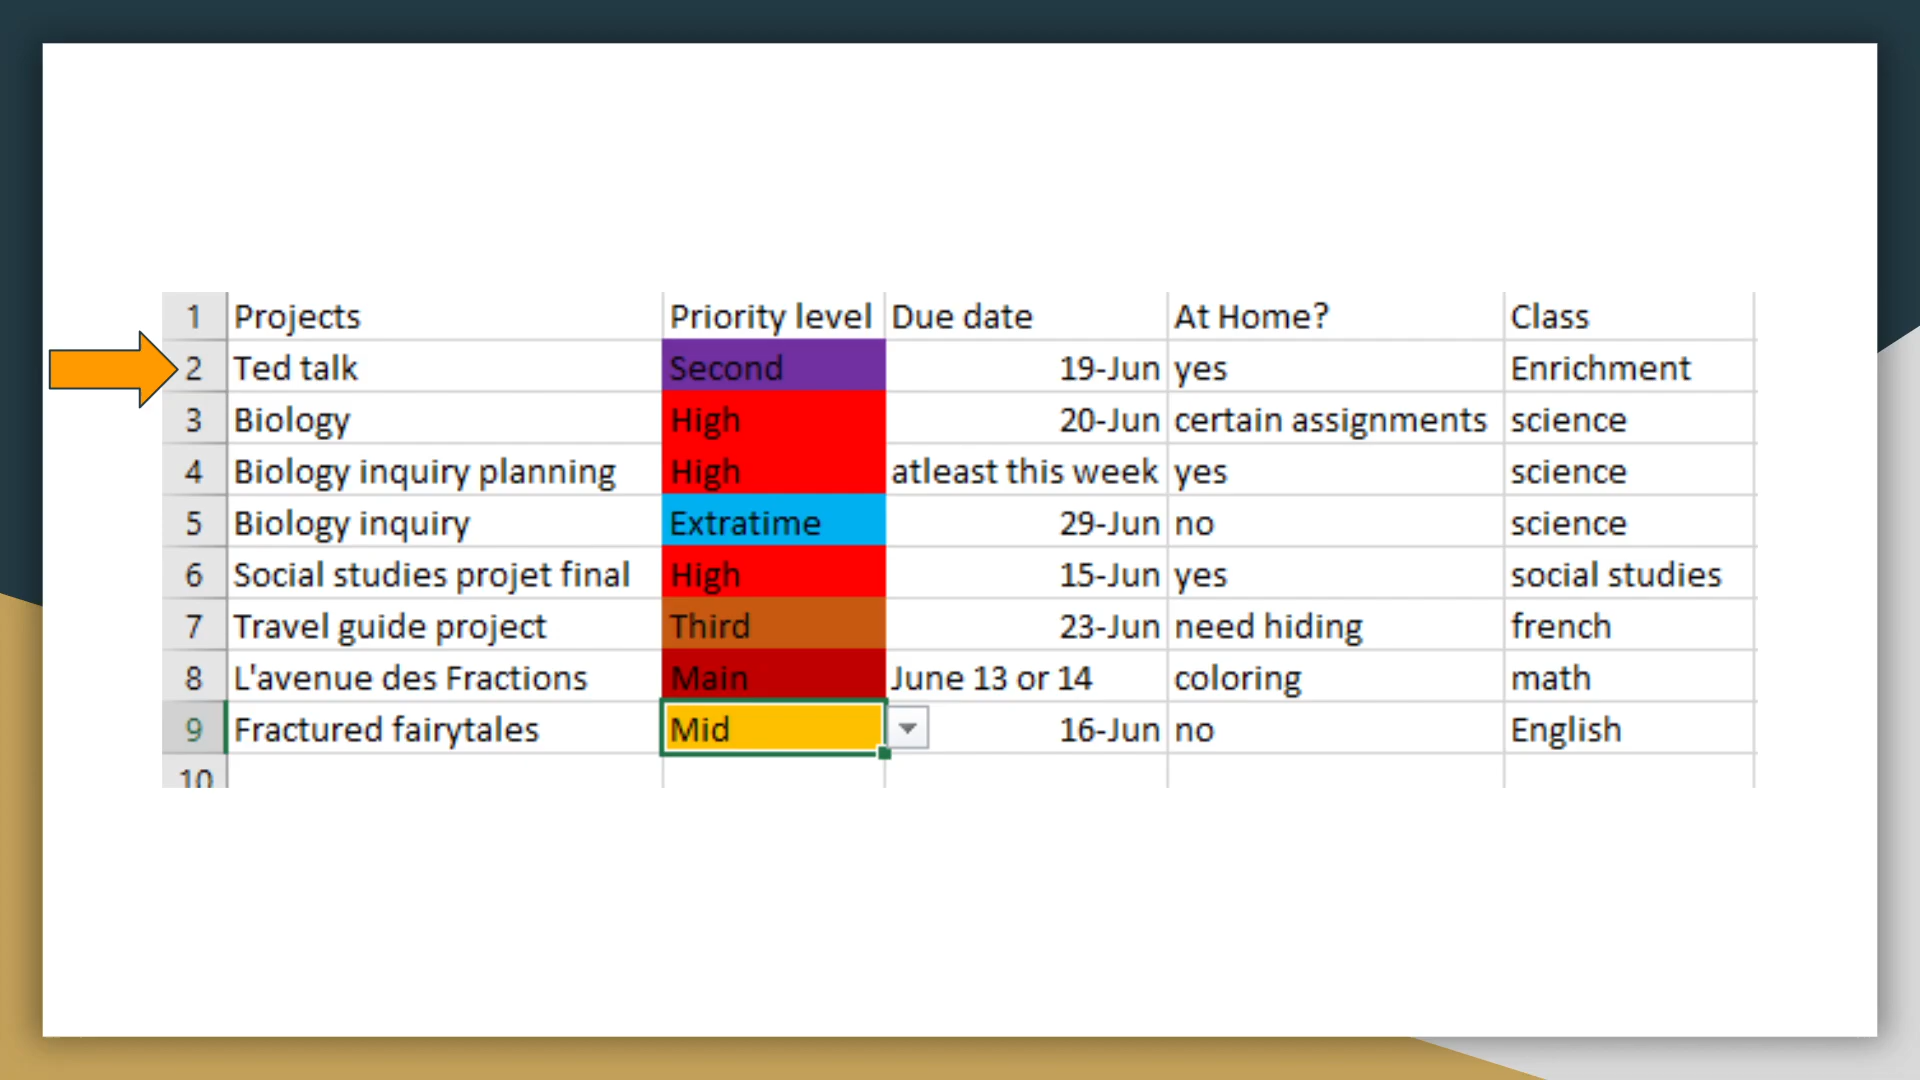 1 Projects Priority level Due date At Home? Class
2 Ted talk Second 19-Jun yes Enrichment
3 Biology High 20-Jun certain assignments science
4 Biology inquiry planning High atleast this week yes science
5 Biology inquiry Extratime 29-Jun no science
6 Social studies projet final High 15-Jun yes social studies
7 Travel guide project Third 23-Jun need hiding french
8 L'avenue des Fractions Main June 13 or 14 coloring math
9 Fractured fairytales Mid 16-Jun no English
10